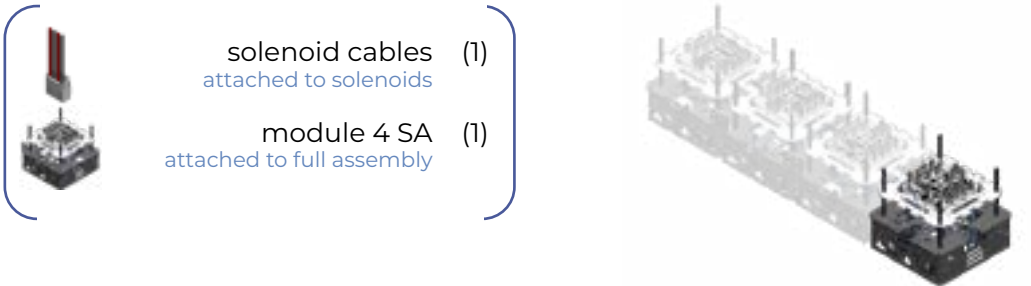 solenoid cables (1)
attached to solenoids
module 4 SA (1)
attached to full assembly